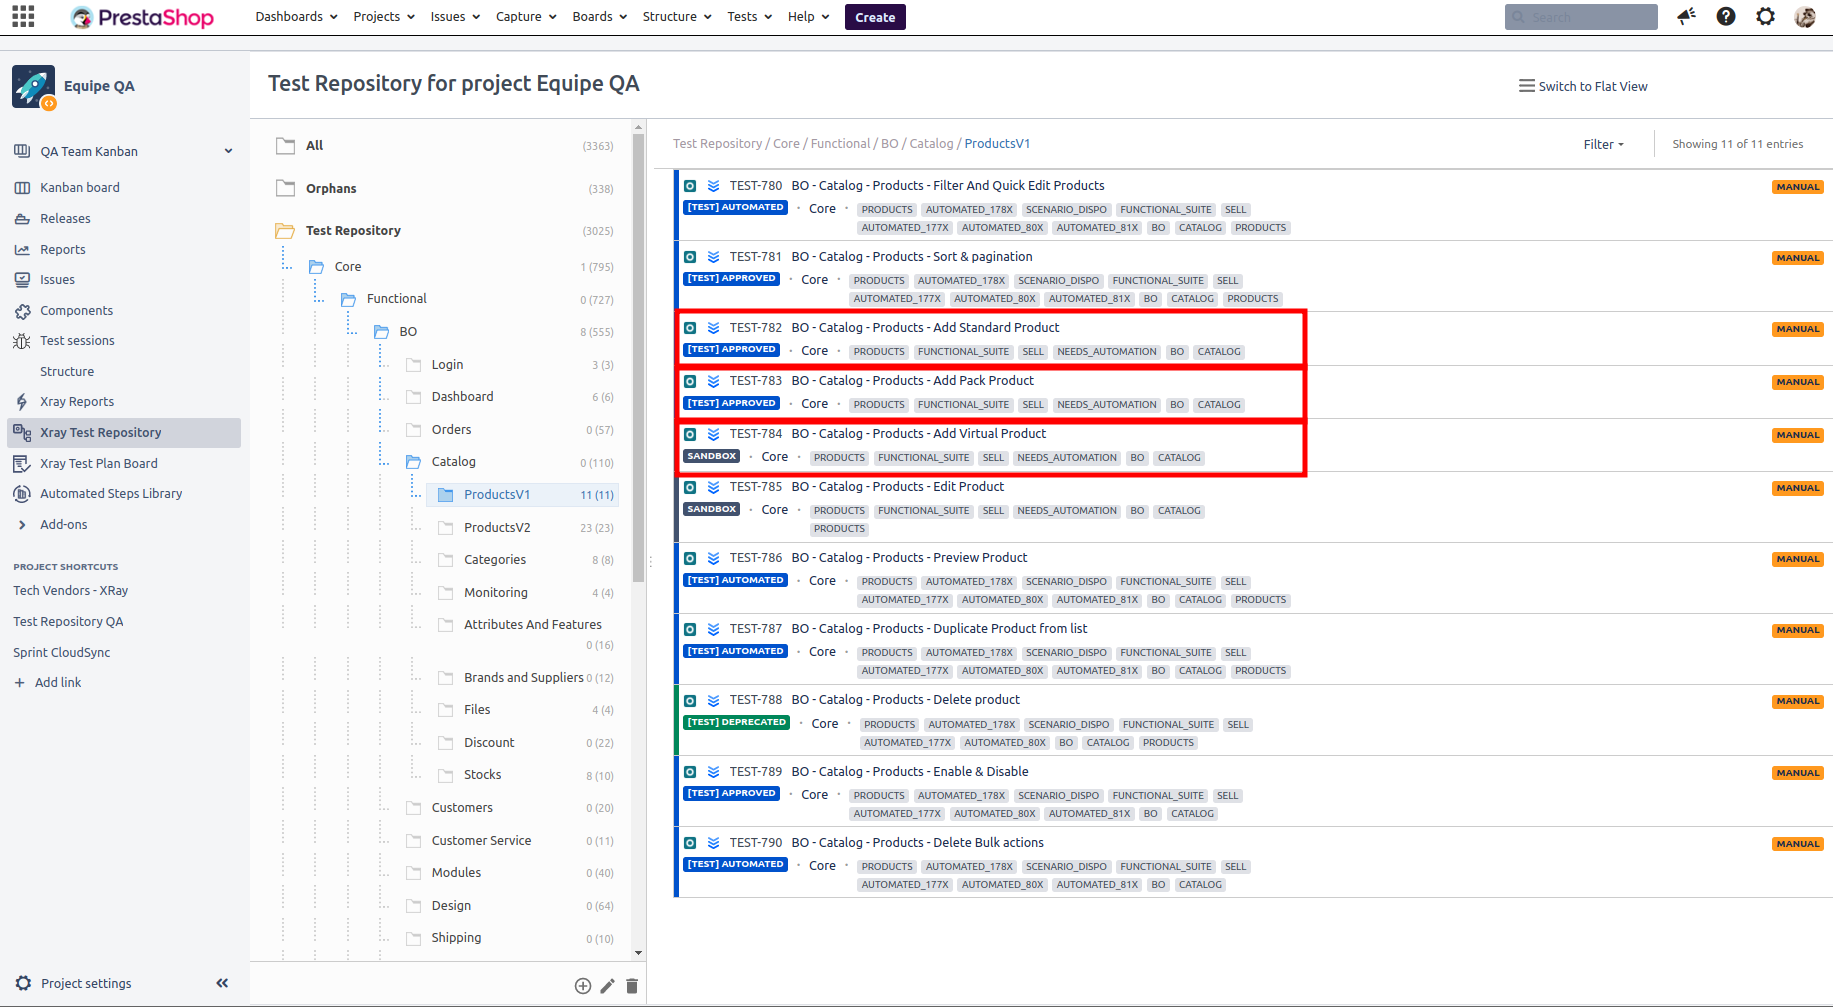 PrestaShop
Dashboards Projects Issues Capture Boards Structure Tests Help Create Search
Equipe QA
QA Team Kanban
Kanban board
Releases
Reports
Issues
Components
Test sessions
Structure
Xray Reports
Xray Test Repository
Xray Test Plan Board
Automated Steps Library
Add-ons
PROJECT SHORTCUTS
Tech Vendors - XRay
Test Repository QA
Sprint CloudSync
+ Add link
Project settings
Test Repository for project Equipe QA
Switch to Flat View
All (3363)
Orphans (338)
Test Repository (3025)
Core 1 (795)
Functional 0 (727)
BO 8 (555)
Login 3 (3)
Dashboard 6 (6)
Orders 0 (57)
Catalog 0 (110)
ProductsV1 11 (11)
ProductsV2 23 (23)
Categories 8 (8)
Monitoring 4 (4)
Attributes And Features
0 (16)
Brands and Suppliers 0 (12)
Files 4 (4)
Discount 0 (22)
Stocks 8 (10)
Customers 0 (20)
Customer Service 0 (11)
Modules 0 (40)
Design 0 (64)
Shipping 0 (10)
Test Repository / Core / Functional / BO / Catalog / ProductsV1
Filter
Showing 11 of 11 entries
TEST-780 BO - Catalog - Products - Filter And Quick Edit Products MANUAL
[TEST] AUTOMATED · Core · PRODUCTS AUTOMATED_178X SCENARIO_DISPO FUNCTIONAL_SUITE SELL
AUTOMATED_177X AUTOMATED_80X AUTOMATED_81X BO CATALOG PRODUCTS
TEST-781 BO - Catalog - Products - Sort & pagination MANUAL
[TEST] APPROVED · Core · PRODUCTS AUTOMATED_178X SCENARIO_DISPO FUNCTIONAL_SUITE SELL
AUTOMATED_177X AUTOMATED_80X AUTOMATED_81X BO CATALOG PRODUCTS
TEST-782 BO - Catalog - Products - Add Standard Product MANUAL
[TEST] APPROVED · Core · PRODUCTS FUNCTIONAL_SUITE SELL NEEDS_AUTOMATION BO CATALOG
TEST-783 BO - Catalog - Products - Add Pack Product MANUAL
[TEST] APPROVED · Core · PRODUCTS FUNCTIONAL_SUITE SELL NEEDS_AUTOMATION BO CATALOG
TEST-784 BO - Catalog - Products - Add Virtual Product MANUAL
SANDBOX · Core · PRODUCTS FUNCTIONAL_SUITE SELL NEEDS_AUTOMATION BO CATALOG
TEST-785 BO - Catalog - Products - Edit Product MANUAL
SANDBOX · Core · PRODUCTS FUNCTIONAL_SUITE SELL NEEDS_AUTOMATION BO CATALOG
PRODUCTS
TEST-786 BO - Catalog - Products - Preview Product MANUAL
[TEST] AUTOMATED · Core · PRODUCTS AUTOMATED_178X SCENARIO_DISPO FUNCTIONAL_SUITE SELL
AUTOMATED_177X AUTOMATED_80X AUTOMATED_81X BO CATALOG PRODUCTS
TEST-787 BO - Catalog - Products - Duplicate Product from list MANUAL
[TEST] AUTOMATED · Core · PRODUCTS AUTOMATED_178X SCENARIO_DISPO FUNCTIONAL_SUITE SELL
AUTOMATED_177X AUTOMATED_80X AUTOMATED_81X BO CATALOG PRODUCTS
TEST-788 BO - Catalog - Products - Delete product MANUAL
[TEST] DEPRECATED · Core · PRODUCTS AUTOMATED_178X SCENARIO_DISPO FUNCTIONAL_SUITE SELL
AUTOMATED_177X AUTOMATED_80X BO CATALOG PRODUCTS
TEST-789 BO - Catalog - Products - Enable & Disable MANUAL
[TEST] APPROVED · Core · PRODUCTS AUTOMATED_178X SCENARIO_DISPO FUNCTIONAL_SUITE SELL
AUTOMATED_177X AUTOMATED_80X AUTOMATED_81X BO CATALOG
TEST-790 BO - Catalog - Products - Delete Bulk actions MANUAL
[TEST] AUTOMATED · Core · PRODUCTS AUTOMATED_178X SCENARIO_DISPO FUNCTIONAL_SUITE SELL
AUTOMATED_177X AUTOMATED_80X AUTOMATED_81X BO CATALOG